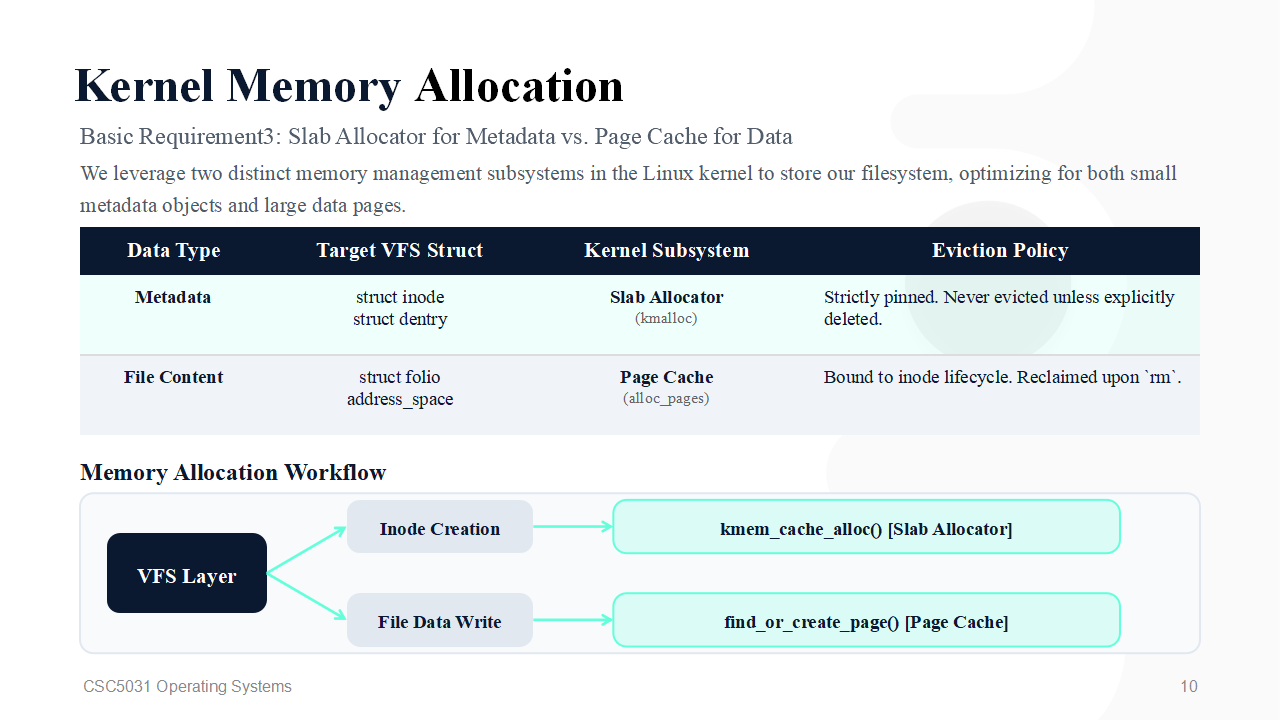 Kernel Memory Allocation
Basic Requirement3: Slab Allocator for Metadata vs. Page Cache for Data
We leverage two distinct memory management subsystems in the Linux kernel to store our filesystem, optimizing for both small
metadata objects and large data pages.
Data Type Target VFS Struct Kernel Subsystem Eviction Policy
Metadata
struct inode
struct dentry
Slab Allocator
(kmalloc)
Strictly pinned. Never evicted unless explicitly
deleted.
File Content
struct folio
address_space
Page Cache
(alloc_pages)
Bound to inode lifecycle. Reclaimed upon `rm`.
Memory Allocation Workflow
VFS Layer
Inode Creation
kmem_cache_alloc() [Slab Allocator]
File Data Write
find_or_create_page() [Page Cache]
CSC5031 Operating Systems
10